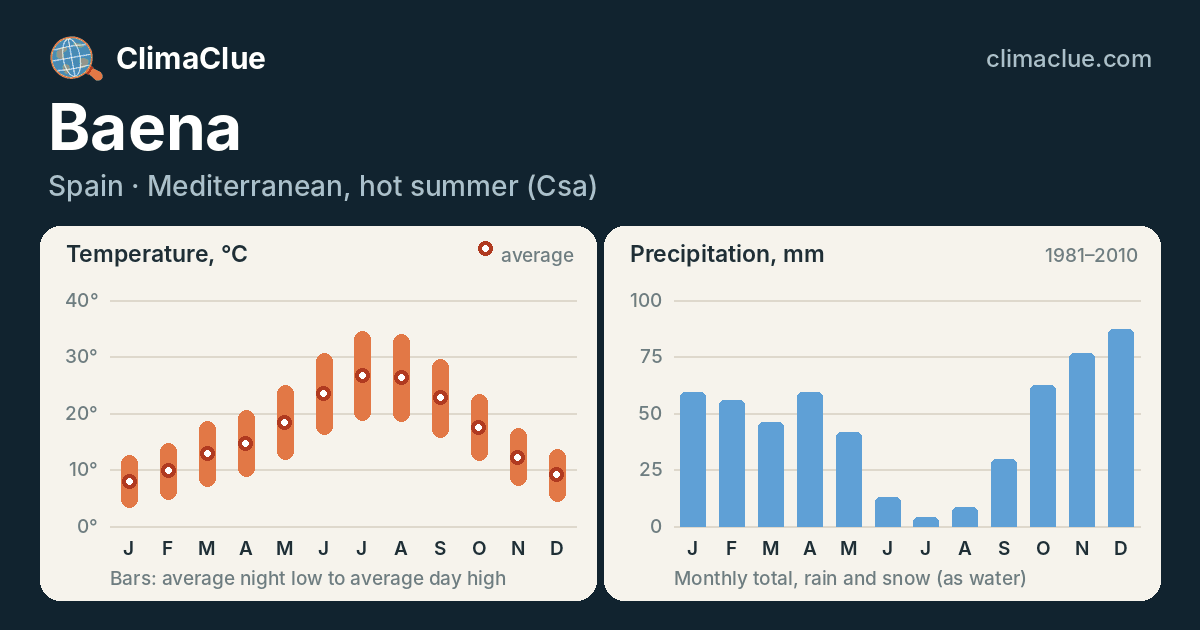 ClimaClue
climaclue.com
Baena
Spain · Mediterranean, hot summer (Csa)
Temperature, °C
average
40°
30°
20°
10°
0°
J F M A M J J A S O N D
Bars: average night low to average day high
Precipitation, mm
1981–2010
100
75
50
25
0
J F M A M J J A S O N D
Monthly total, rain and snow (as water)